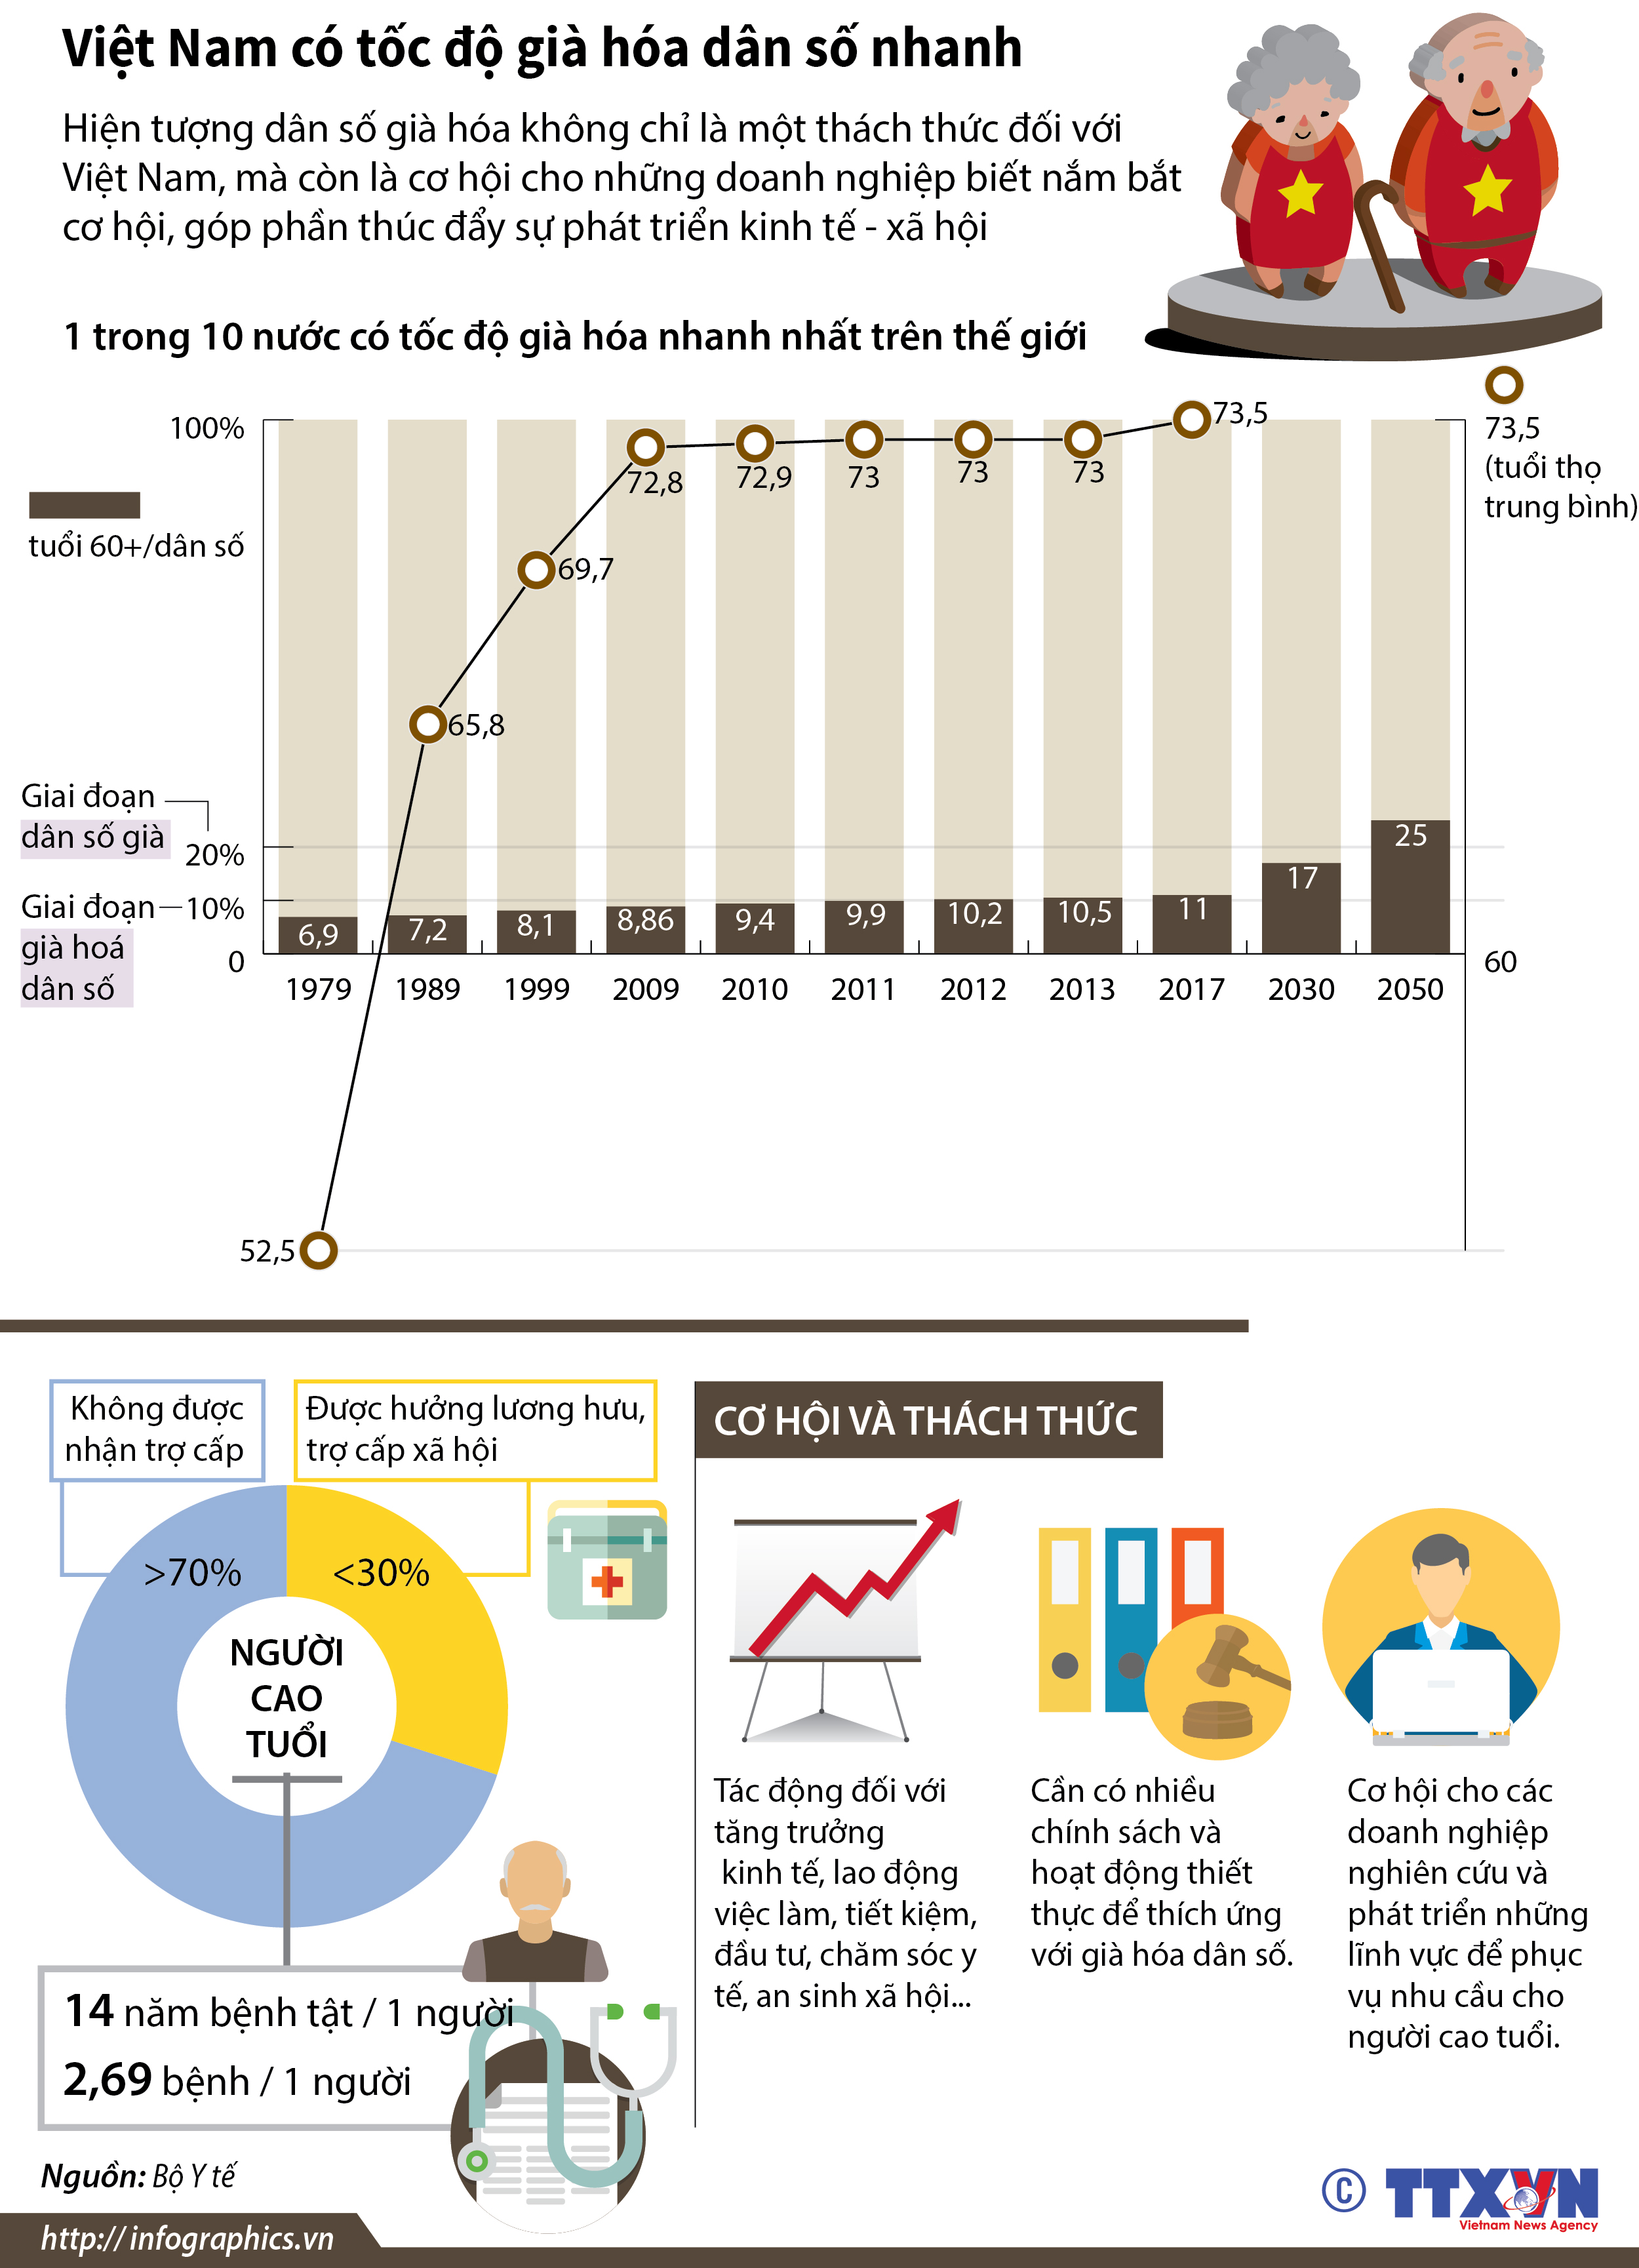 Việt Nam có tốc độ già hóa dân số nhanh
Hiện tượng dân số già hóa không chỉ là một thách thức đối với
Việt Nam, mà còn là cơ hội cho những doanh nghiệp biết nắm bắt
cơ hội, góp phần thúc đẩy sự phát triển kinh tế - xã hội
1 trong 10 nước có tốc độ già hóa nhanh nhất trên thế giới
100%
tuổi 60+/dân số
73,5
(tuổi thọ
trung bình)
52,5
65,8
69,7
72,8
72,9
73
73
73
73,5
Giai đoạn
dân số già
20%
Giai đoạn
già hoá
dân số
10%
0
60
6,9
7,2
8,1
8,86
9,4
9,9
10,2
10,5
11
17
25
1979
1989
1999
2009
2010
2011
2012
2013
2017
2030
2050
Không được
nhận trợ cấp
Được hưởng lương hưu,
trợ cấp xã hội
>70%
<30%
NGƯỜI
CAO
TUỔI
14 năm bệnh tật / 1 người
2,69 bệnh / 1 người
CƠ HỘI VÀ THÁCH THỨC
Tác động đối với
tăng trưởng
kinh tế, lao động
việc làm, tiết kiệm,
đầu tư, chăm sóc y
tế, an sinh xã hội...
Cần có nhiều
chính sách và
hoạt động thiết
thực để thích ứng
với già hóa dân số.
Cơ hội cho các
doanh nghiệp
nghiên cứu và
phát triển những
lĩnh vực để phục
vụ nhu cầu cho
người cao tuổi.
Nguồn: Bộ Y tế
http:// infographics.vn
© TTXVN
Vietnam News Agency